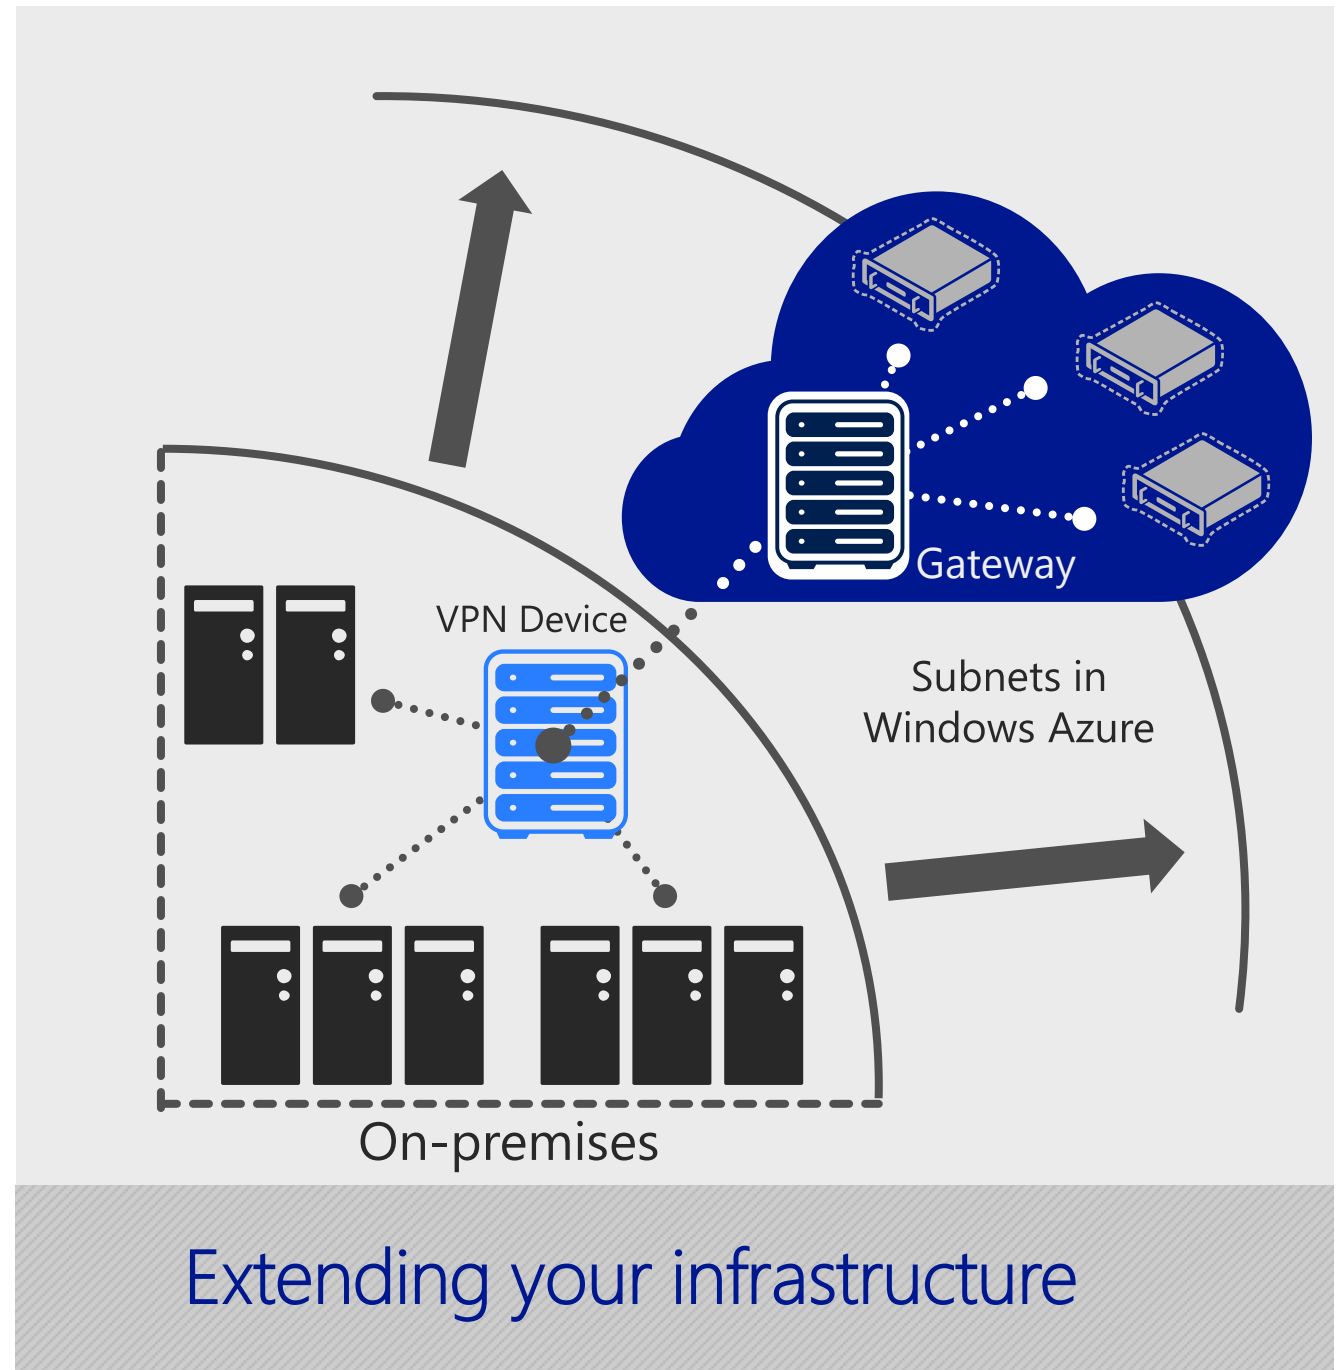 Gateway
VPN Device
Subnets in
Windows Azure
On-premises
Extending your infrastructure